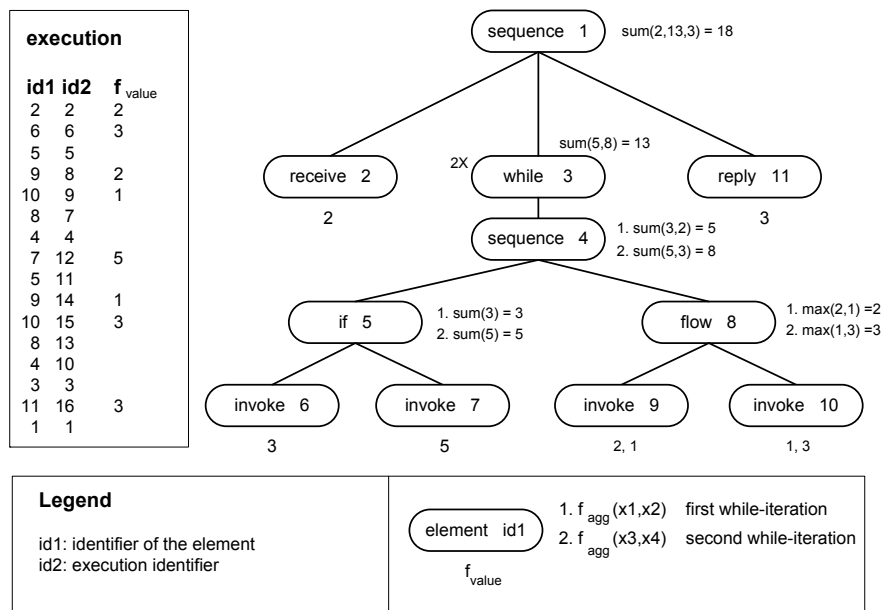 execution
id1 id2 f value
2 2 2
6 6 3
5 5
9 8 2
10 9 1
8 7
4 4
7 12 5
5 11
9 14 1
10 15 3
8 13
4 10
3 3
11 16 3
1 1
sequence 1
sum(2,13,3) = 18
sum(5,8) = 13
receive 2
2X
while 3
reply 11
2
3
sequence 4
1. sum(3,2) = 5
2. sum(5,3) = 8
if 5
1. sum(3) = 3
2. sum(5) = 5
flow 8
1. max(2,1) =2
2. max(1,3) =3
invoke 6
invoke 7
invoke 9
invoke 10
3
5
2, 1
1, 3
Legend
id1: identifier of the element
id2: execution identifier
element id1
f value
1. f agg (x1,x2) first while-iteration
2. f agg (x3,x4) second while-iteration